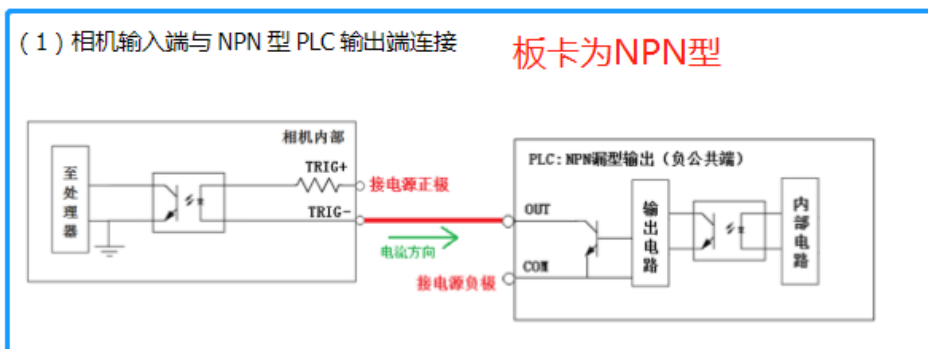 （1）相机输入端与 NPN 型 PLC 输出端连接
板卡为NPN型
相机内部
至处理器
TRIG+
接电源正极
TRIG-
电流方向
PLC:NPN漏型输出（负公共端）
OUT
COM
接电源负极
输出电路
内部电路